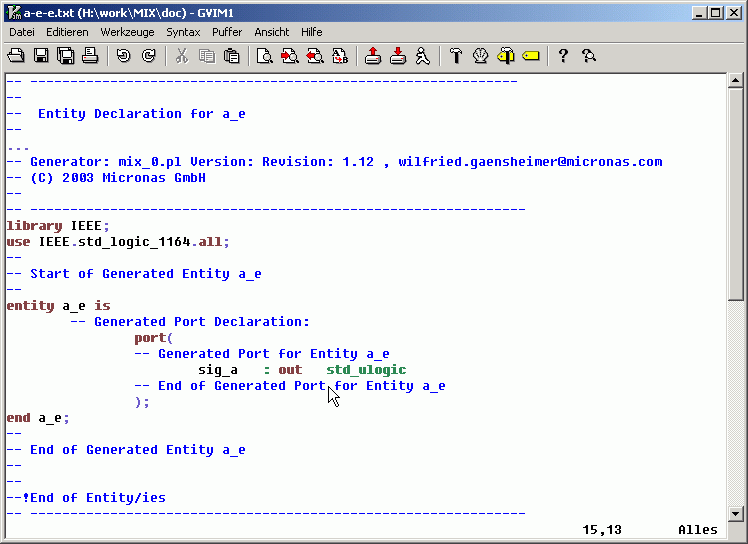 a-e-e.txt (H:\work\MIX\doc) - GVIM1
Datei Editieren Werkzeuge Syntax Puffer Ansicht Hilfe
-- --------------------------------------------------------------
--
--  Entity Declaration for a_e
--
...
-- Generator: mix_0.pl Version: Revision: 1.12 , wilfried.gaensheimer@micronas.com
-- (C) 2003 Micronas GmbH
--
-- ---------------------------------------------------------------
library IEEE;
use IEEE.std_logic_1164.all;
--
-- Start of Generated Entity a_e
--
entity a_e is
        -- Generated Port Declaration:
                port(
                -- Generated Port for Entity a_e
                        sig_a   : out   std_ulogic
                -- End of Generated Port for Entity a_e
                );
end a_e;
--
-- End of Generated Entity a_e
--
--
--!End of Entity/ies
-- ---------------------------------------------------------------
15,13 Alles